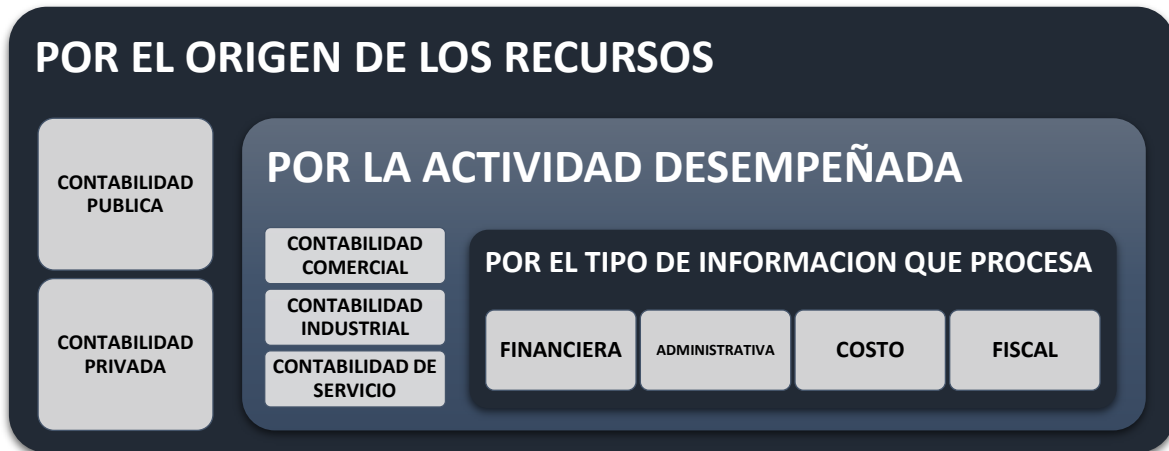 POR EL ORIGEN DE LOS RECURSOS
CONTABILIDAD
PUBLICA
CONTABILIDAD
PRIVADA
POR LA ACTIVIDAD DESEMPEÑADA
CONTABILIDAD
COMERCIAL
CONTABILIDAD
INDUSTRIAL
CONTABILIDAD DE
SERVICIO
POR EL TIPO DE INFORMACION QUE PROCESA
FINANCIERA
ADMINISTRATIVA
COSTO
FISCAL